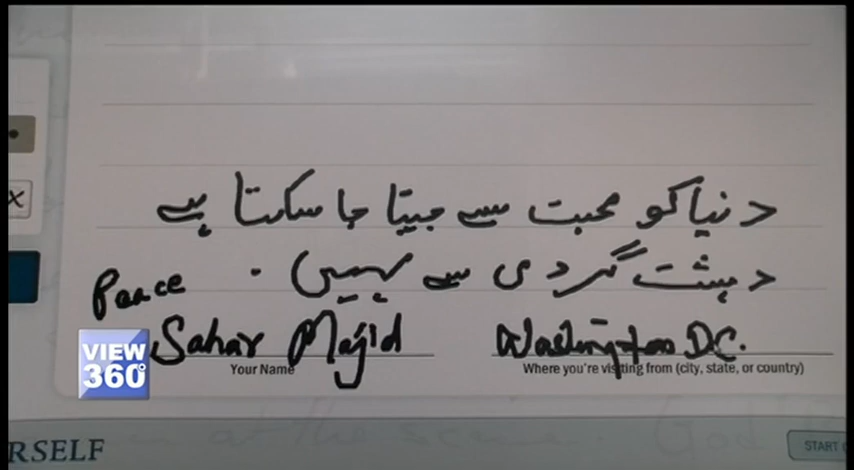 دنیا کو محبت سے جیتا جا سکتا ہے
دہشت گردی سے نہیں ۔
Peace
Sahar Majid Washington D.C.
Your Name Where you're visiting from (city, state, or country)
VIEW
360°
RSELF
START
X